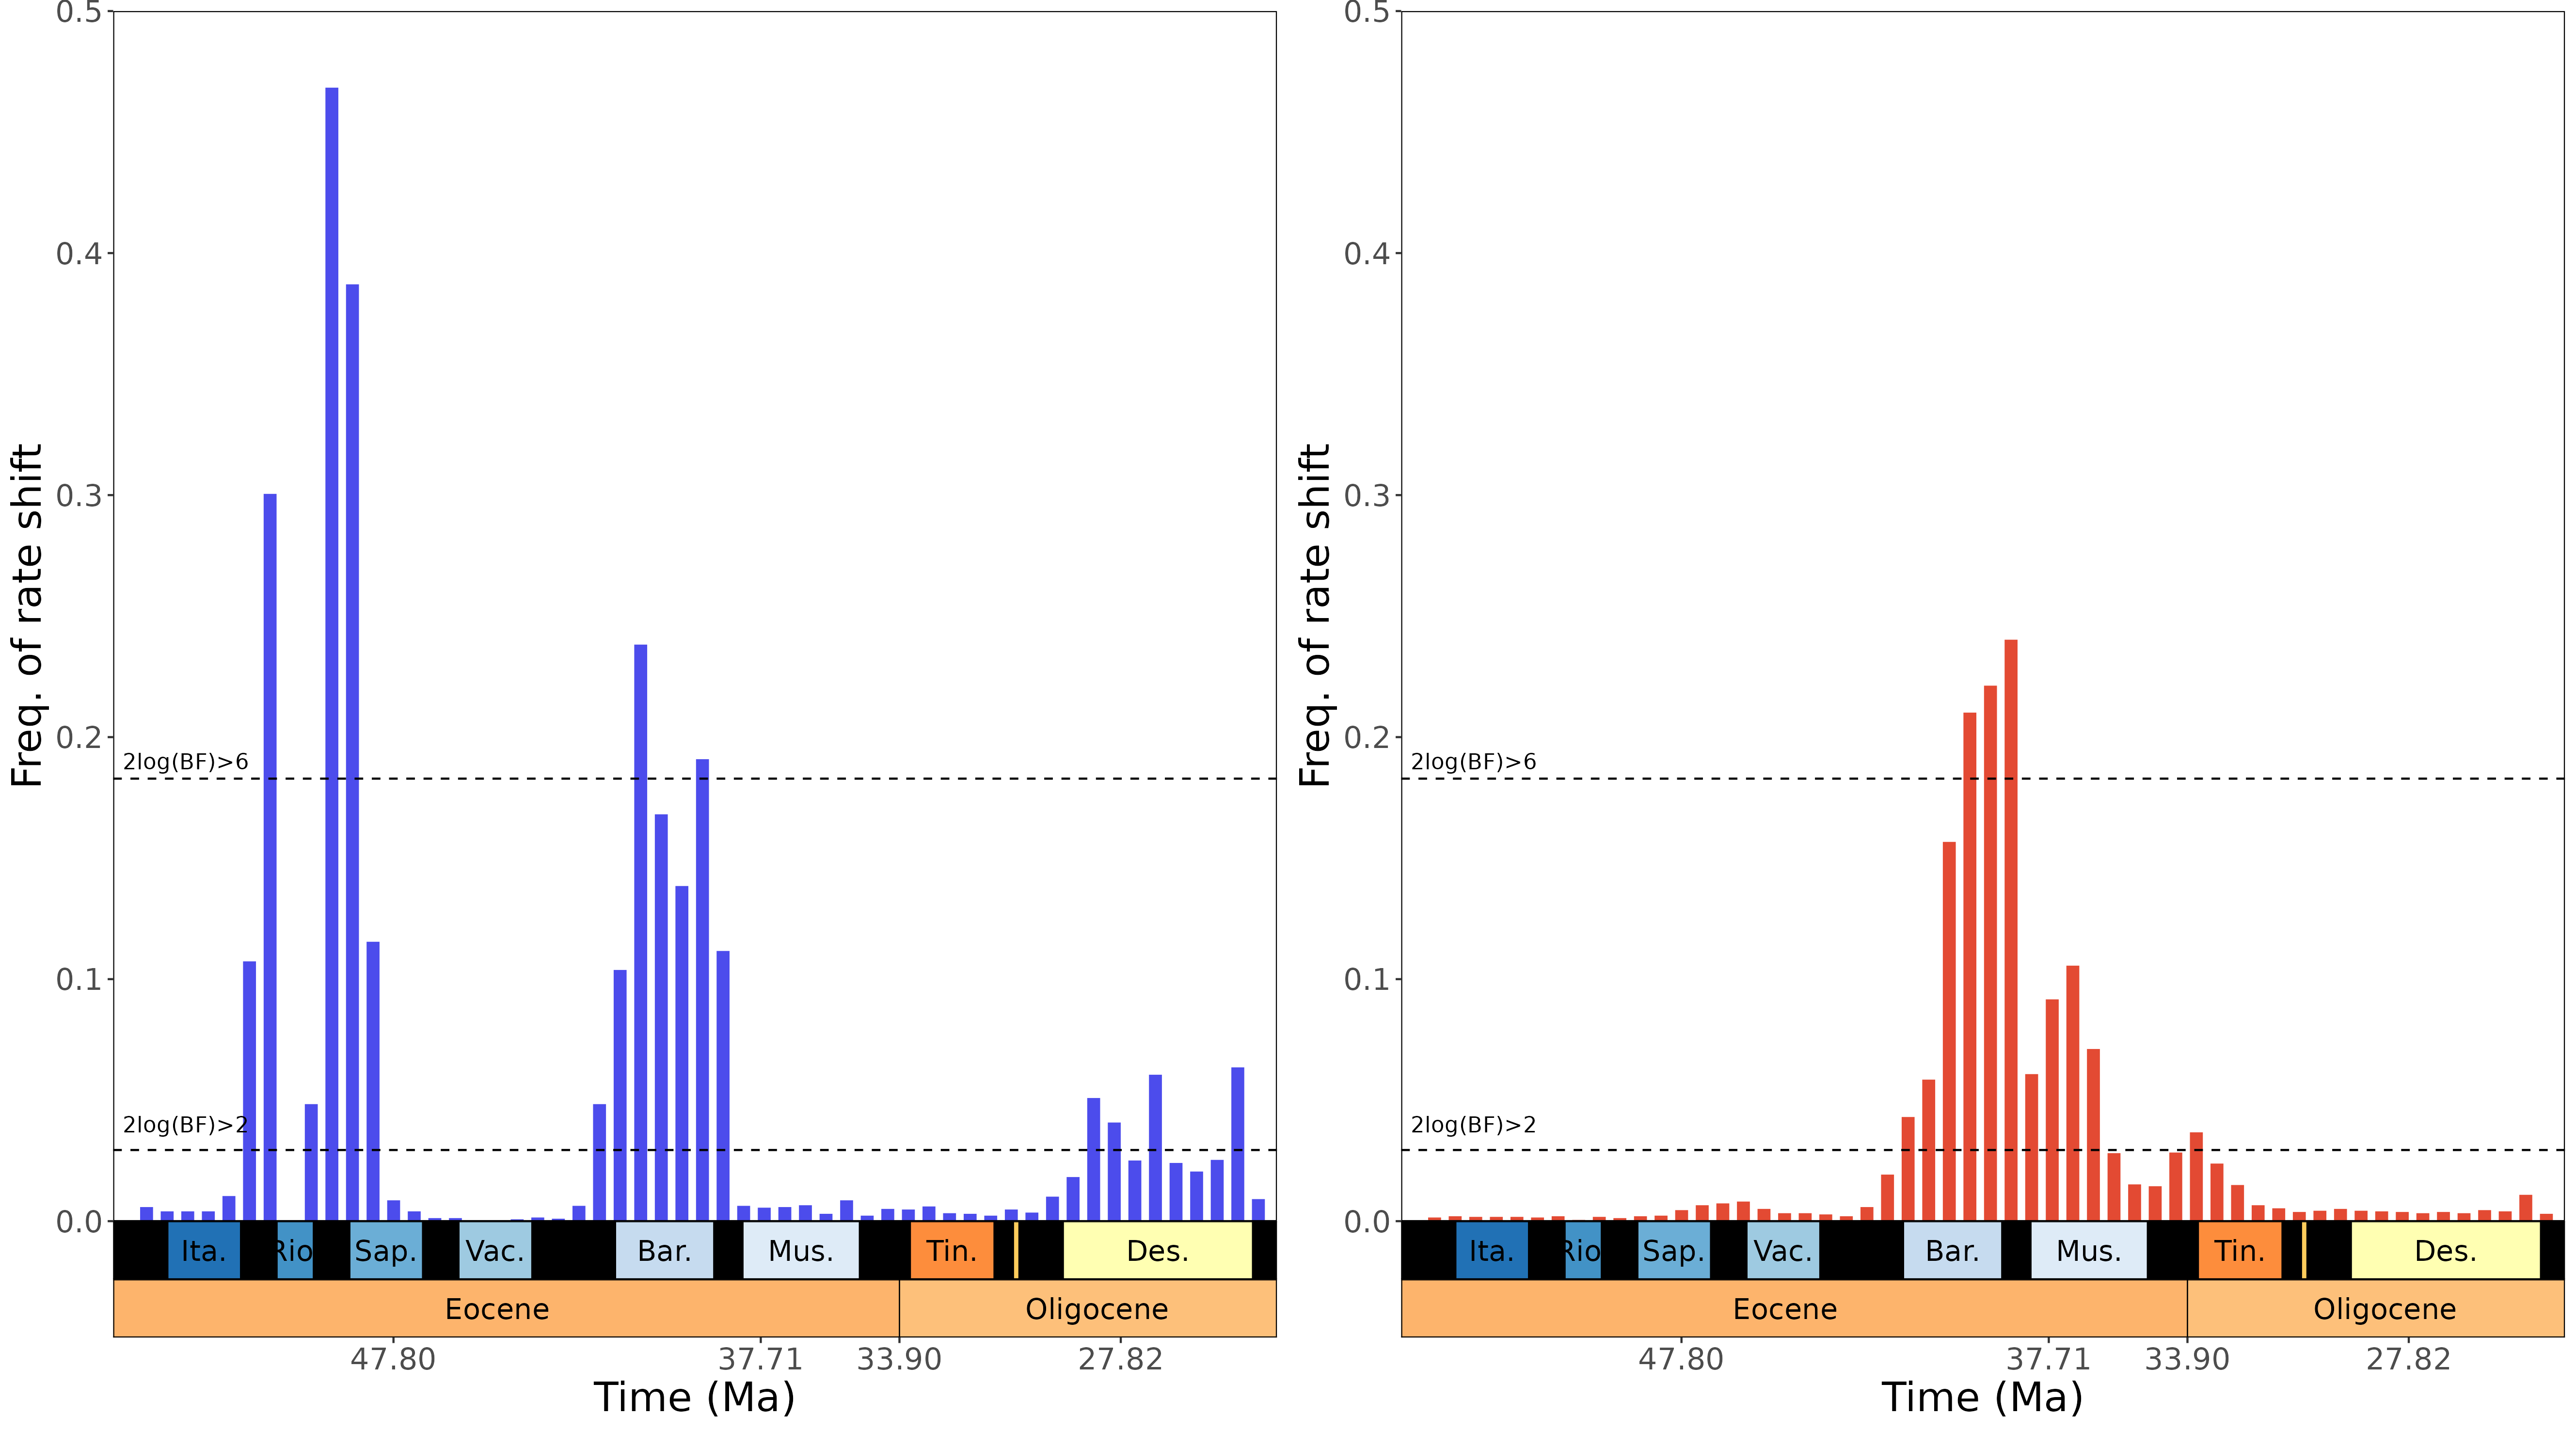 0.5
0.4
0.3
0.2
0.1
0.0
Freq. of rate shift
2log(BF)>6
2log(BF)>2
Ita.
Rio
Sap.
Vac.
Bar.
Mus.
Tin.
Des.
Eocene
Oligocene
47.80
37.71
33.90
27.82
Time (Ma)
0.5
0.4
0.3
0.2
0.1
0.0
Freq. of rate shift
2log(BF)>6
2log(BF)>2
Ita.
Rio
Sap.
Vac.
Bar.
Mus.
Tin.
Des.
Eocene
Oligocene
47.80
37.71
33.90
27.82
Time (Ma)